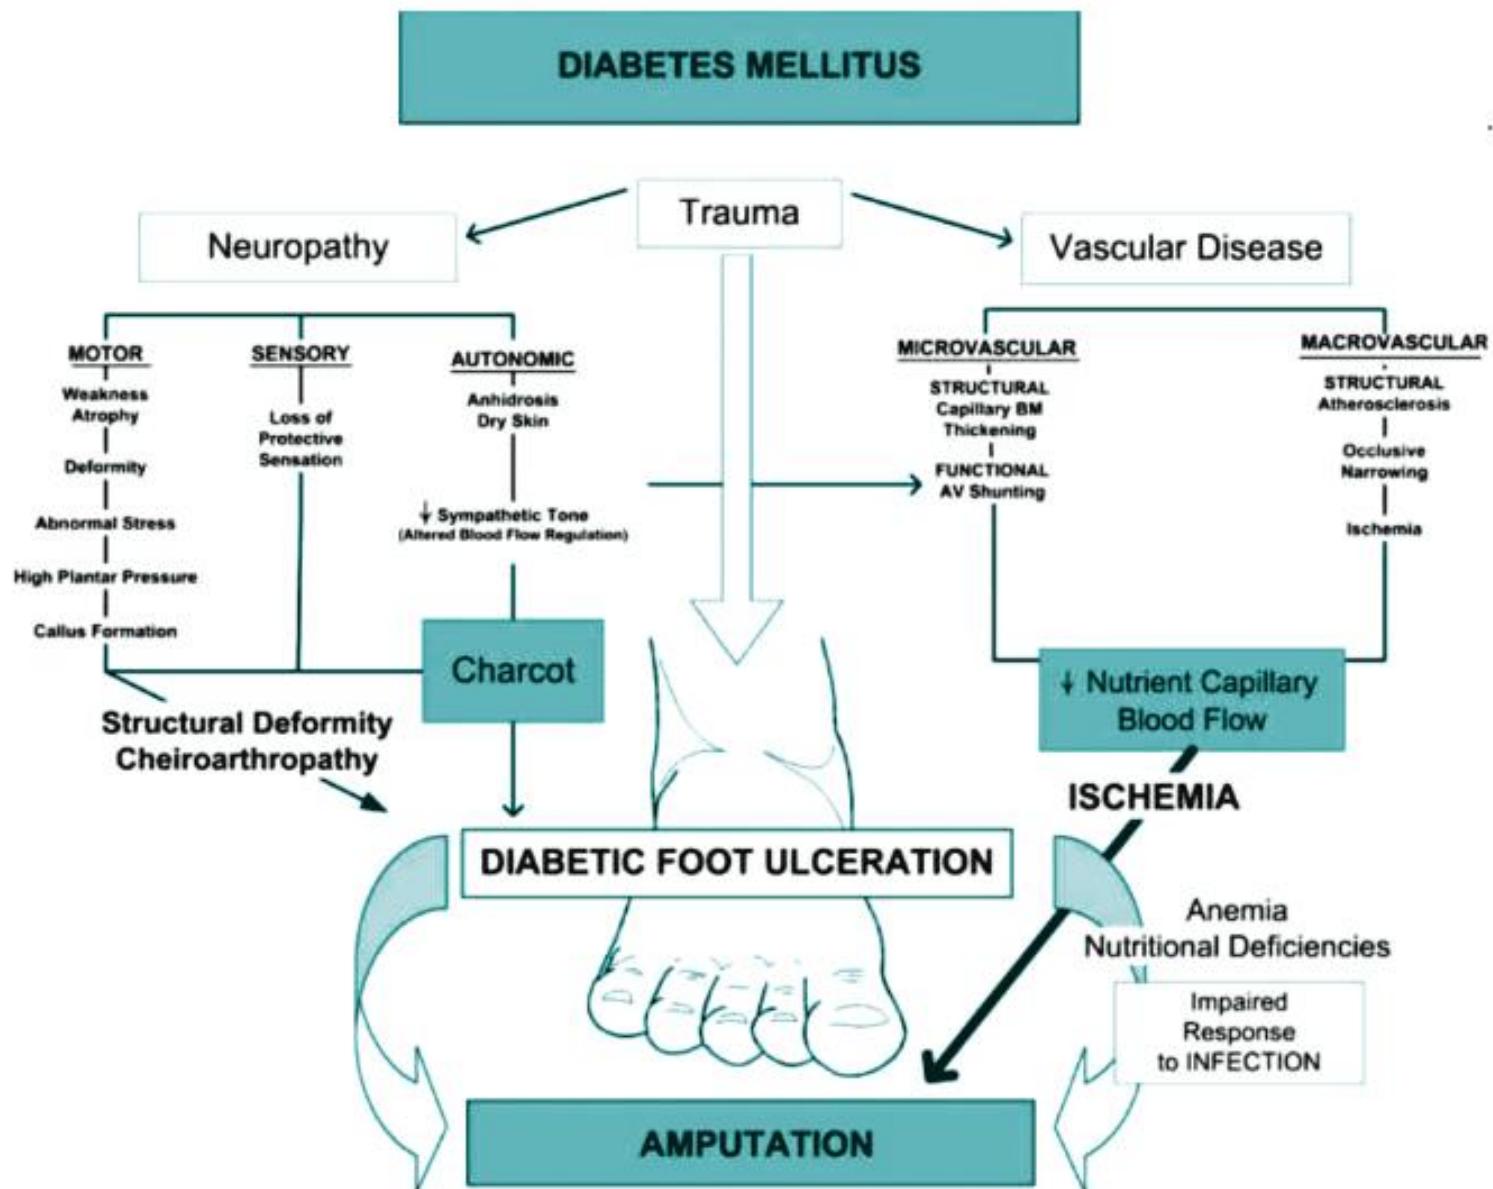 DIABETES MELLITUS
Trauma
Neuropathy
Vascular Disease
MOTOR
Weakness
Atrophy
Deformity
Abnormal Stress
High Plantar Pressure
Callus Formation
SENSORY
Loss of
Protective
Sensation
AUTONOMIC
Anhidrosis
Dry Skin
↓ Sympathetic Tone
(Altered Blood Flow Regulation)
MICROVASCULAR
STRUCTURAL
Capillary BM
Thickening
FUNCTIONAL
AV Shunting
MACROVASCULAR
STRUCTURAL
Atherosclerosis
Occlusive
Narrowing
Ischemia
Charcot
↓ Nutrient Capillary
Blood Flow
Structural Deformity
Cheiroarthropathy
ISCHEMIA
DIABETIC FOOT ULCERATION
Anemia
Nutritional Deficiencies
Impaired
Response
to INFECTION
AMPUTATION